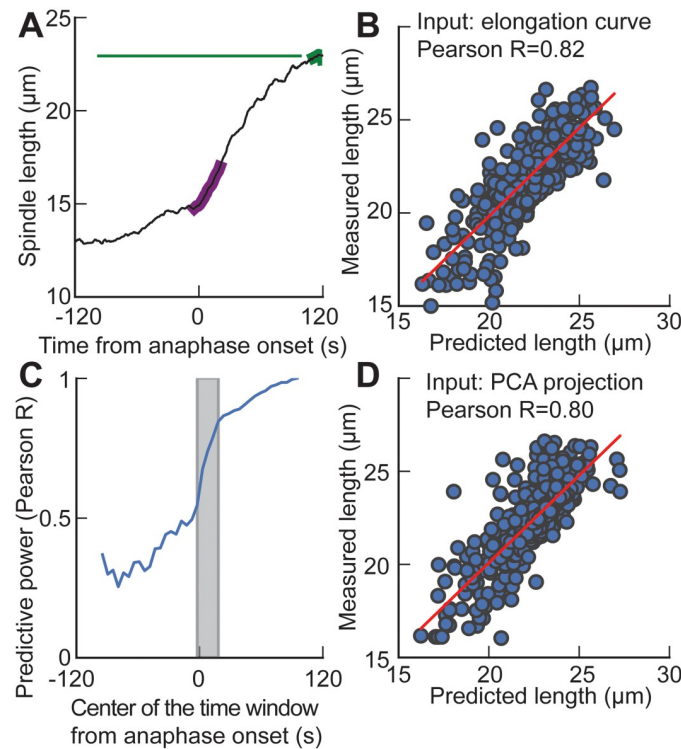 A
25
20
15
10
Spindle length (µm)
-120
0
120
Time from anaphase onset (s)
B
Input: elongation curve
Pearson R=0.82
25
20
15
Measured length (µm)
15
20
25
30
Predicted length (µm)
C
1
0.5
0
Predictive power (Pearson R)
-120
0
120
Center of the time window
from anaphase onset (s)
D
Input: PCA projection
Pearson R=0.80
25
20
15
Measured length (µm)
15
20
25
30
Predicted length (µm)